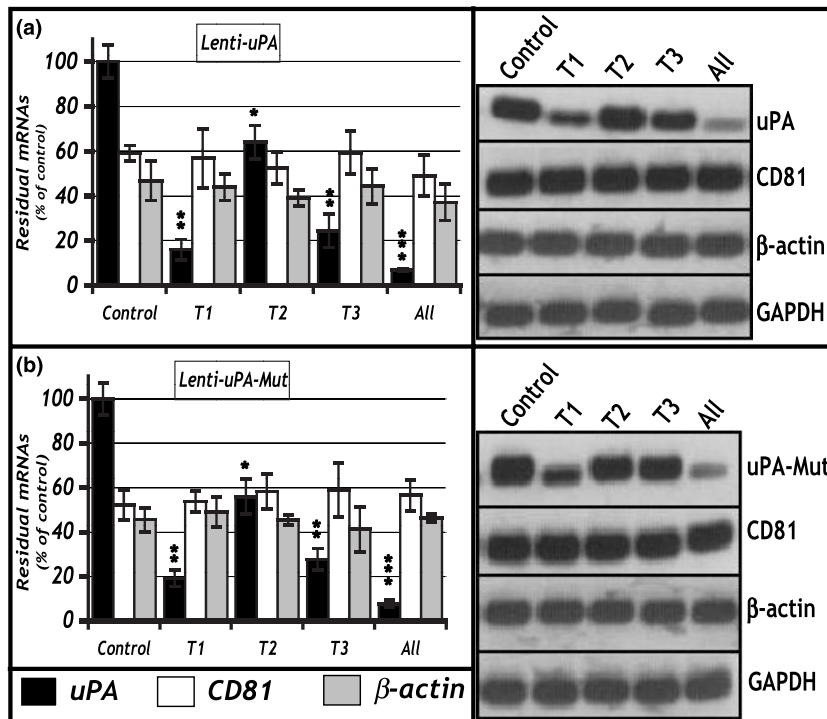 (a)
Lenti-uPA
Residual mRNAs
(% of control)
100
80
60
40
20
0
**
*
**
***
Control T1 T2 T3 All
Control T1 T2 T3 All
uPA
CD81
β-actin
GAPDH
(b)
Lenti-uPA-Mut
Residual mRNAs
(% of control)
100
80
60
40
20
0
**
*
**
***
Control T1 T2 T3 All
Control T1 T2 T3 All
uPA-Mut
CD81
β-actin
GAPDH
uPA CD81 β-actin